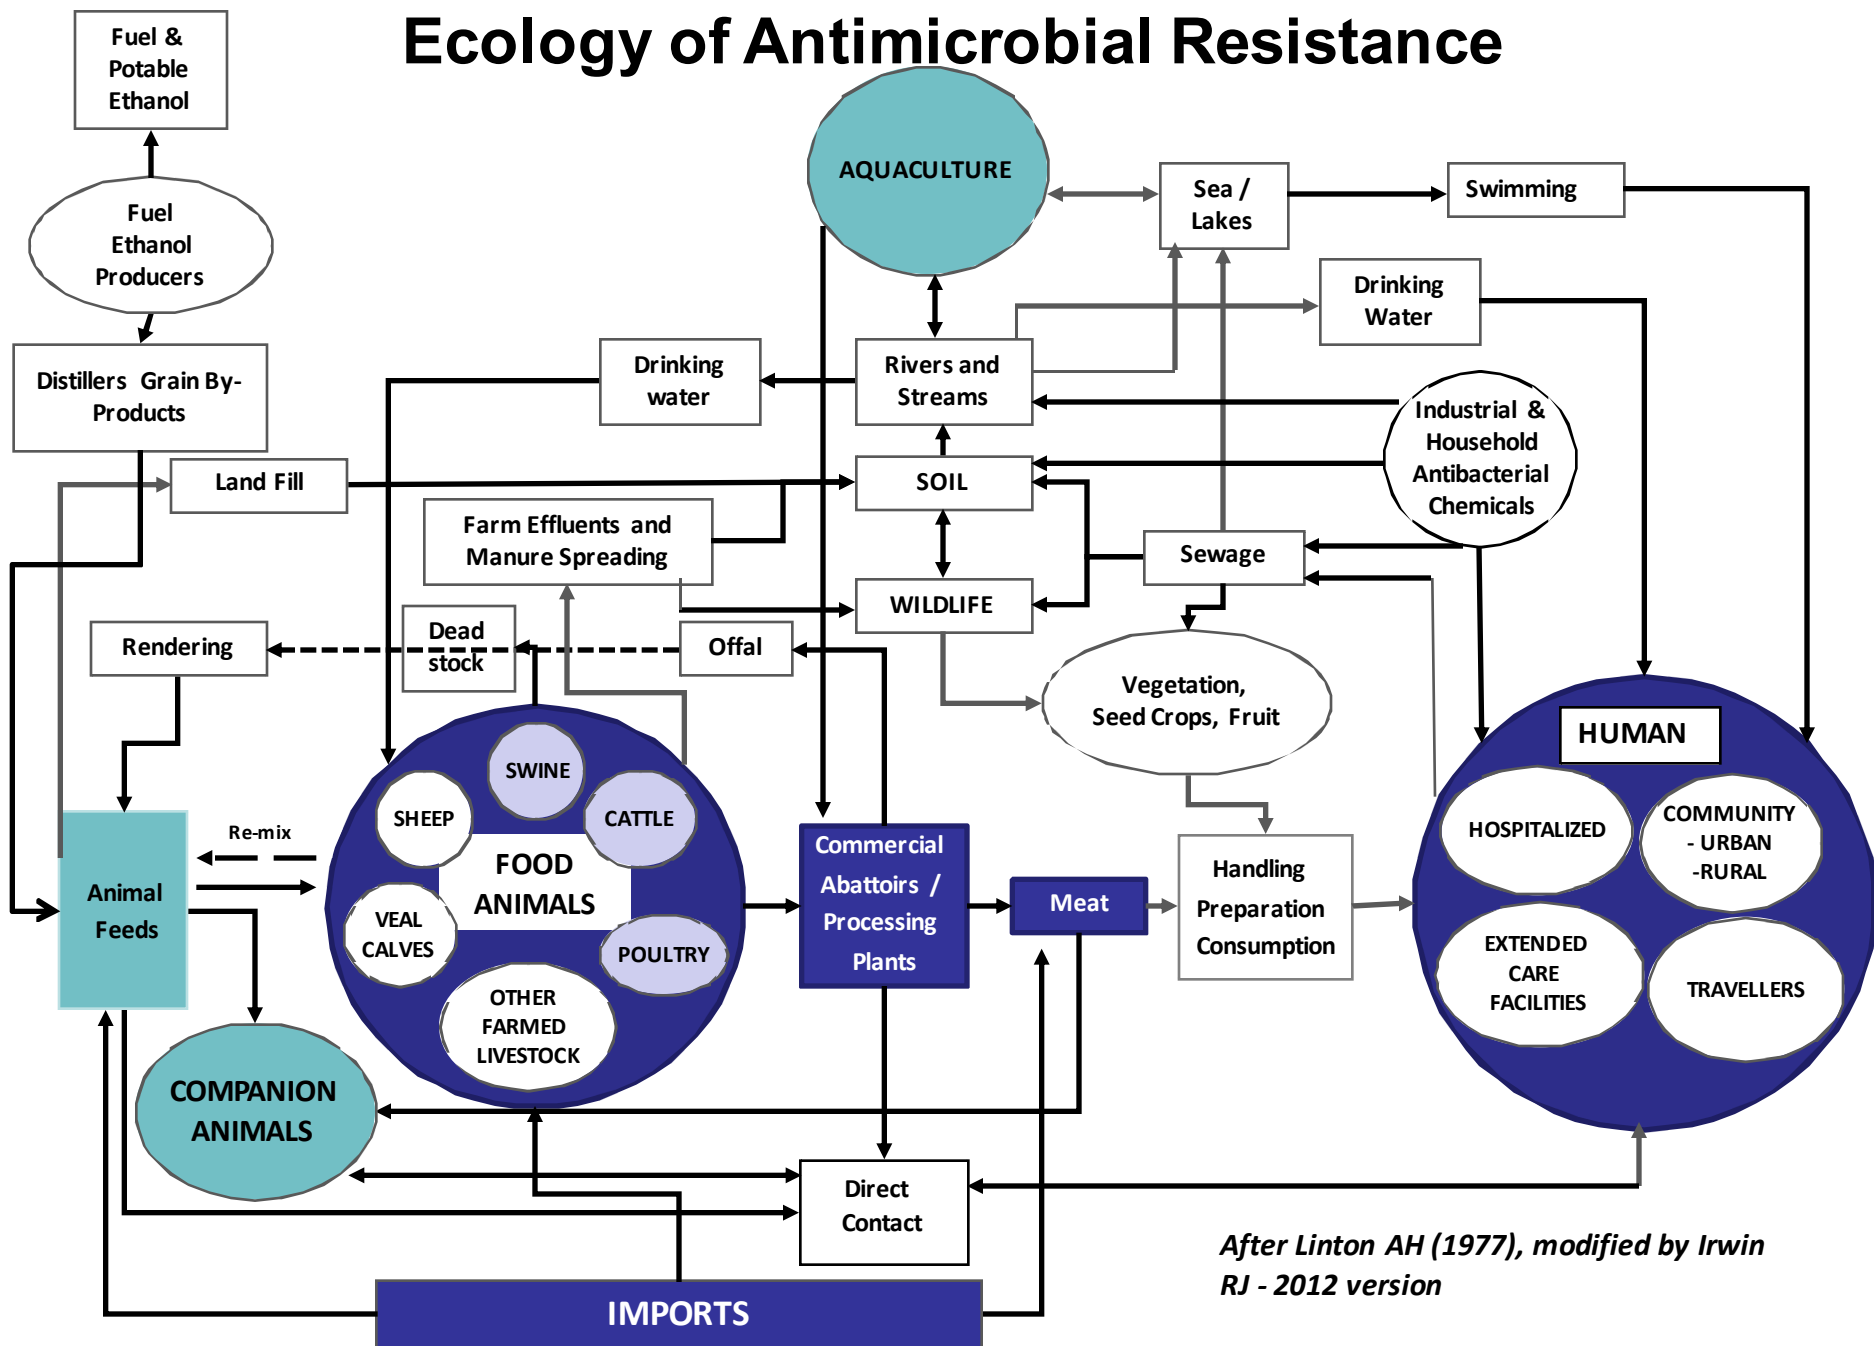 Ecology of Antimicrobial Resistance
Fuel &
Potable
Ethanol
Fuel
Ethanol
Producers
Distillers Grain By-
Products
Land Fill
AQUACULTURE
Sea /
Lakes
Swimming
Drinking
Water
Drinking
water
Rivers and
Streams
Industrial &
Household
Antibacterial
Chemicals
SOIL
Farm Effluents and
Manure Spreading
Sewage
WILDLIFE
Rendering
Dead
stock
Offal
Vegetation,
Seed Crops, Fruit
HUMAN
HOSPITALIZED
COMMUNITY
- URBAN
-RURAL
EXTENDED
CARE
FACILITIES
TRAVELLERS
SWINE
SHEEP
CATTLE
FOOD
ANIMALS
VEAL
CALVES
POULTRY
OTHER
FARMED
LIVESTOCK
Re-mix
Animal
Feeds
Commercial
Abattoirs /
Processing
Plants
Meat
Handling
Preparation
Consumption
COMPANION
ANIMALS
Direct
Contact
IMPORTS
After Linton AH (1977), modified by Irwin
RJ - 2012 version